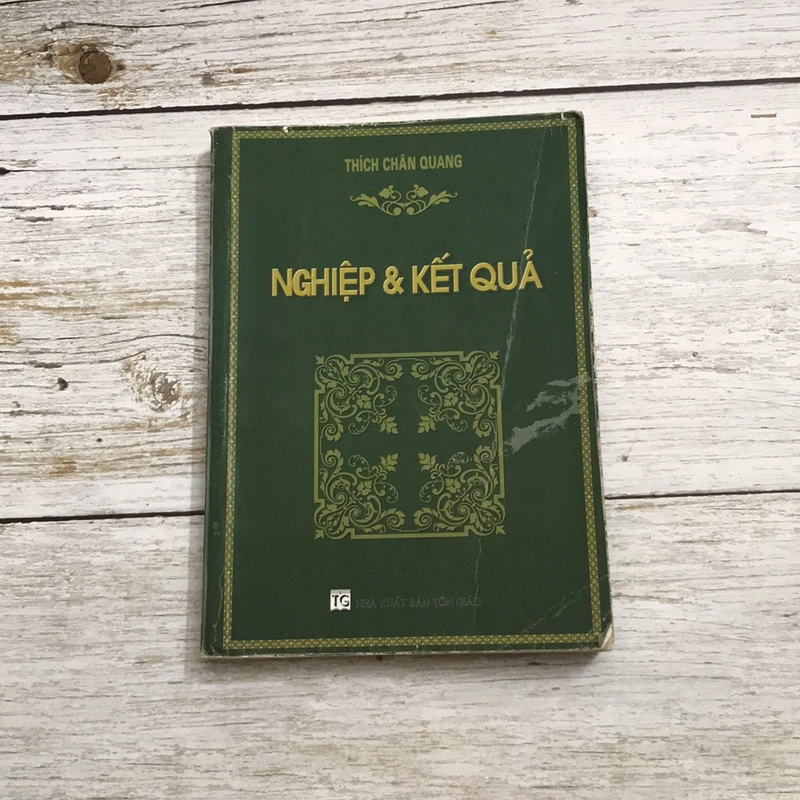 THÍCH CHÂN QUANG
NGHIỆP & KẾT QUẢ
TG NHÀ XUẤT BẢN TÔN GIÁO